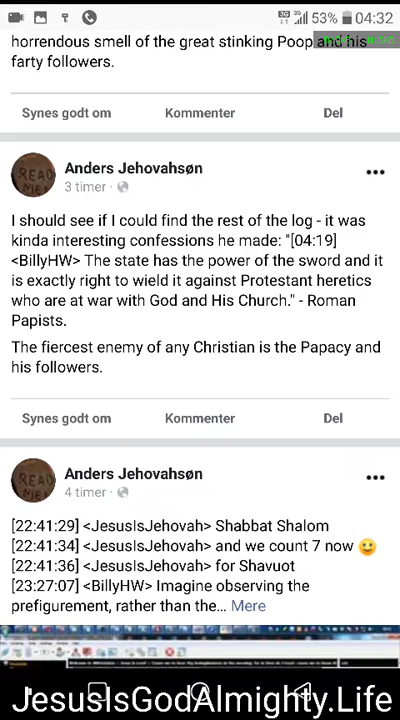 53% 04:32
horrendous smell of the great stinking Poop and his
farty followers.
Synes godt om Kommenter Del
Anders Jehovahsøn
3 timer ·
I should see if I could find the rest of the log - it was
kinda interesting confessions he made: "[04:19]
<BillyHW> The state has the power of the sword and it
is exactly right to wield it against Protestant heretics
who are at war with God and His Church." - Roman
Papists.
The fiercest enemy of any Christian is the Papacy and
his followers.
Synes godt om Kommenter Del
Anders Jehovahsøn
4 timer ·
[22:41:29] <JesusIsJehovah> Shabbat Shalom
[22:41:34] <JesusIsJehovah> and we count 7 now 😀
[22:41:36] <JesusIsJehovah> for Shavuot
[23:27:07] <BillyHW> Imagine observing the
prefigurement, rather than the... Mere
JesusIsGodAlmighty.Life